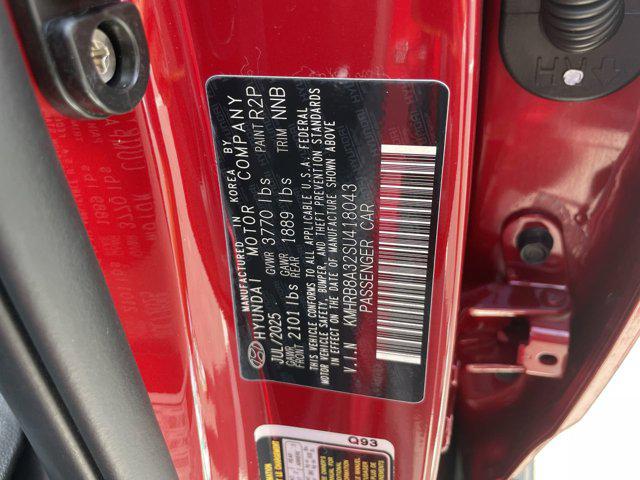 MANUFACTURED IN KOREA BY
HYUNDAI MOTOR COMPANY
JUL/2025 GVWR 3770 lbs PAINT R2P
GAWR FRONT 2101 lbs GAWR REAR 1889 lbs TRIM NNB
THIS VEHICLE CONFORMS TO ALL APPLICABLE U.S.A. FEDERAL
MOTOR VEHICLE SAFETY, BUMPER, AND THEFT PREVENTION STANDARDS
IN EFFECT ON THE DATE OF MANUFACTURE SHOWN ABOVE
V.I.N KMHRB8A32SU418043
PASSENGER CAR
Q93
RH